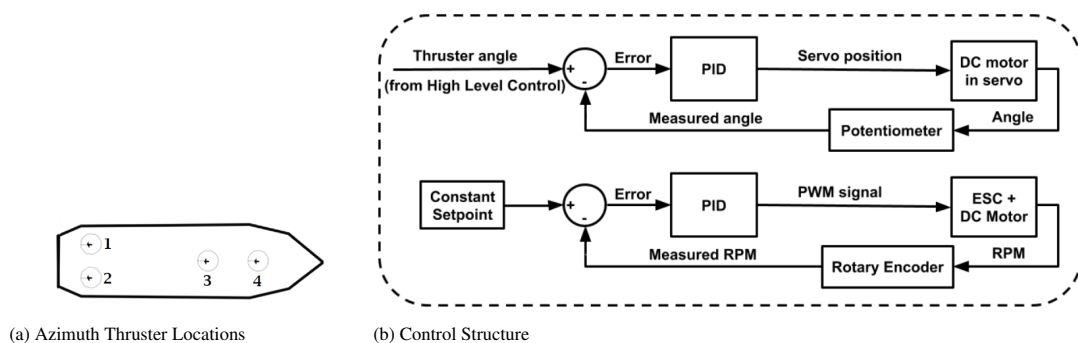 Thruster angle
(from High Level Control)
+
-
Error
PID
Servo position
DC motor
in servo
Measured angle
Potentiometer
Angle
Constant
Setpoint
+
-
Error
PID
PWM signal
ESC +
DC Motor
Measured RPM
Rotary Encoder
RPM
1
2
3
4
(a) Azimuth Thruster Locations
(b) Control Structure